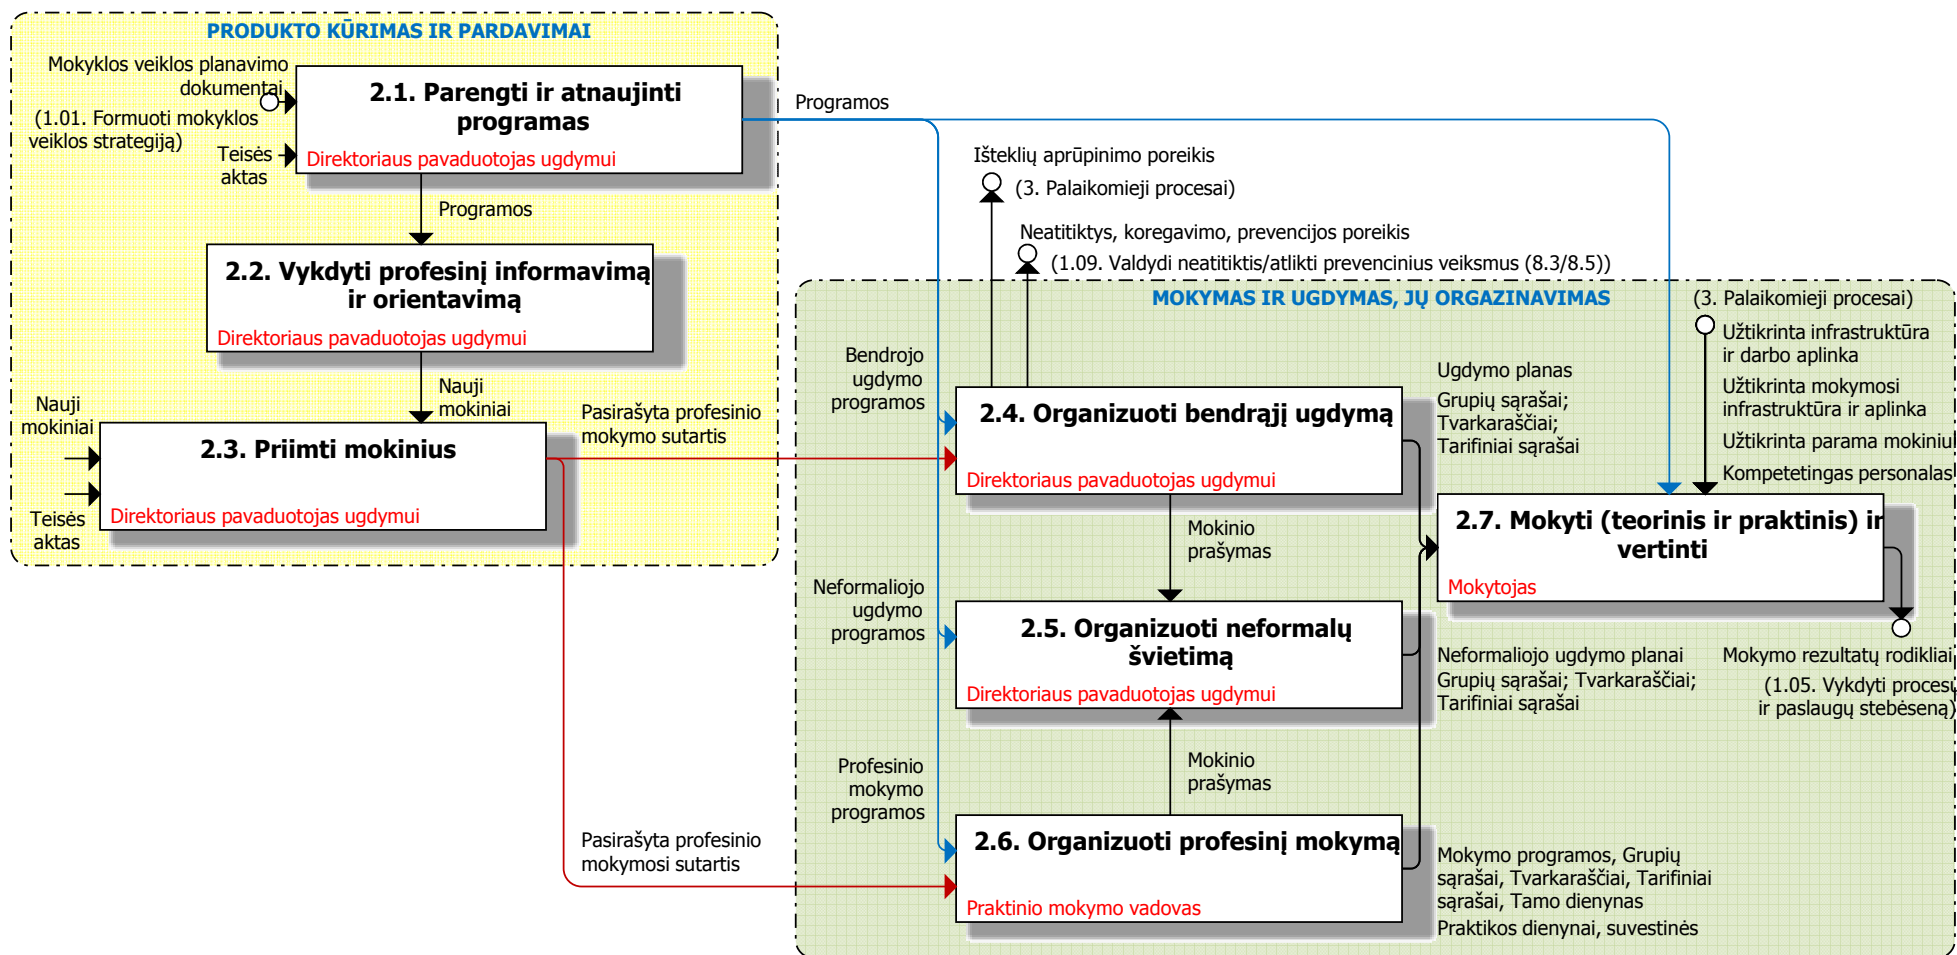 PRODUKTO KŪRIMAS IR PARDAVIMAI
Mokyklos veiklos planavimo
dokumentai
(1.01. Formuoti mokyklos
veiklos strategiją)
Teisės
aktas
2.1. Parengti ir atnaujinti
programas
Direktoriaus pavaduotojas ugdymui
Programos
Programos
2.2. Vykdyti profesinį informavimą
ir orientavimą
Direktoriaus pavaduotojas ugdymui
Nauji
mokiniai
Nauji
mokiniai
2.3. Priimti mokinius
Direktoriaus pavaduotojas ugdymui
Teisės
aktas
Pasirašyta profesinio
mokymo sutartis
Pasirašyta profesinio
mokymosi sutartis
Išteklių aprūpinimo poreikis
(3. Palaikomieji procesai)
Neatitiktys, koregavimo, prevencijos poreikis
(1.09. Valdydi neatitiktis/atlikti prevencinius veiksmus (8.3/8.5))
MOKYMAS IR UGDYMAS, JŲ ORGAZINAVIMAS
Bendrojo
ugdymo
programos
2.4. Organizuoti bendrąjį ugdymą
Direktoriaus pavaduotojas ugdymui
Ugdymo planas
Grupių sąrašai;
Tvarkaraščiai;
Tarifiniai sąrašai
(3. Palaikomieji procesai)
Užtikrinta infrastruktūra
ir darbo aplinka
Užtikrinta mokymosi
infrastruktūra ir aplinka
Užtikrinta parama mokiniui
Kompetetingas personalas
Mokinio
prašymas
2.7. Mokyti (teorinis ir praktinis) ir
vertinti
Mokytojas
Neformaliojo
ugdymo
programos
2.5. Organizuoti neformalų
švietimą
Direktoriaus pavaduotojas ugdymui
Neformaliojo ugdymo planai
Grupių sąrašai; Tvarkaraščiai;
Tarifiniai sąrašai
Mokymo rezultatų rodikliai
(1.05. Vykdyti procesų
ir paslaugų stebėseną)
Mokinio
prašymas
Profesinio
mokymo
programos
2.6. Organizuoti profesinį mokymą
Praktinio mokymo vadovas
Mokymo programos, Grupių
sąrašai, Tvarkaraščiai, Tarifiniai
sąrašai, Tamo dienynas
Praktikos dienynai, suvestinės